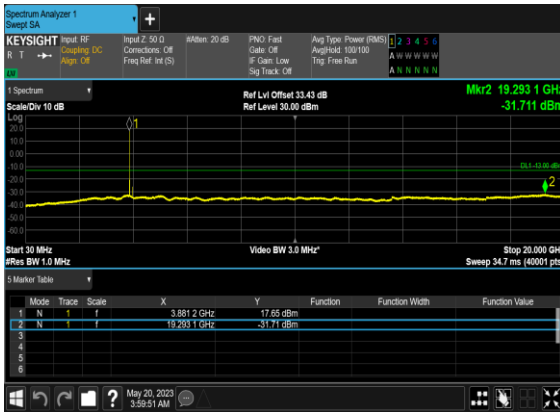 Spectrum Analyzer 1
Swept SA
+
KEYSIGHT
R T
Input: RF
Coupling: DC
Align: Off
Input Z: 50 Ω
Corrections: Off
Freq Ref: Int (S)
#Atten: 20 dB
PNO: Fast
Gate: Off
IF Gain: Low
Sig Track: Off
Avg Type: Power (RMS)
Avg|Hold: 100/100
Trig: Free Run
1 2 3 4 5 6
A W W W W W
A N N N N N
1 Spectrum
Scale/Div 10 dB
Ref Lvl Offset 33.43 dB
Ref Level 30.00 dBm
Mkr2 19.293 1 GHz
-31.711 dBm
Log
20.0
10.0
0.00
-10.0
-20.0
-30.0
-40.0
-50.0
-60.0
1
DL1 -13.00 dBm
2
Start 30 MHz
#Res BW 1.0 MHz
Video BW 3.0 MHz*
Stop 20.000 GHz
Sweep 34.7 ms (40001 pts)
5 Marker Table
Mode Trace Scale X Y Function Function Width Function Value
1 N 1 f 3.881 2 GHz 17.65 dBm
2 N 1 f 19.293 1 GHz -31.71 dBm
3
4
5
6
?
May 20, 2023
3:59:51 AM